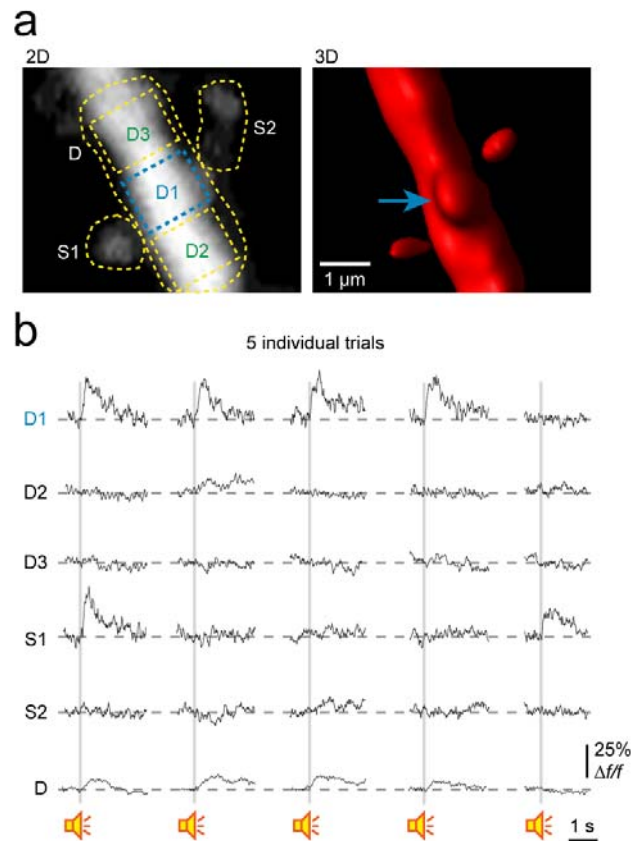 a
2D
3D
D3
S2
D
D1
S1
D2
1 µm
b
5 individual trials
D1
D2
D3
S1
S2
25%
Δf/f
D
1 s